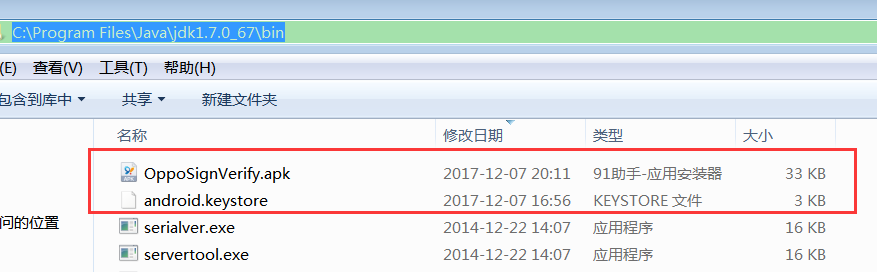 C:\Program Files\Java\jdk1.7.0_67\bin
(E) 查看(V) 工具(T) 帮助(H)
包含到库中 共享 新建文件夹
名称 修改日期 类型 大小
OppoSignVerify.apk 2017-12-07 20:11 91助手-应用安装器 33 KB
android.keystore 2017-12-07 16:56 KEYSTORE 文件 3 KB
问的位置 serialver.exe 2014-12-22 14:07 应用程序 16 KB
servertool.exe 2014-12-22 14:07 应用程序 16 KB